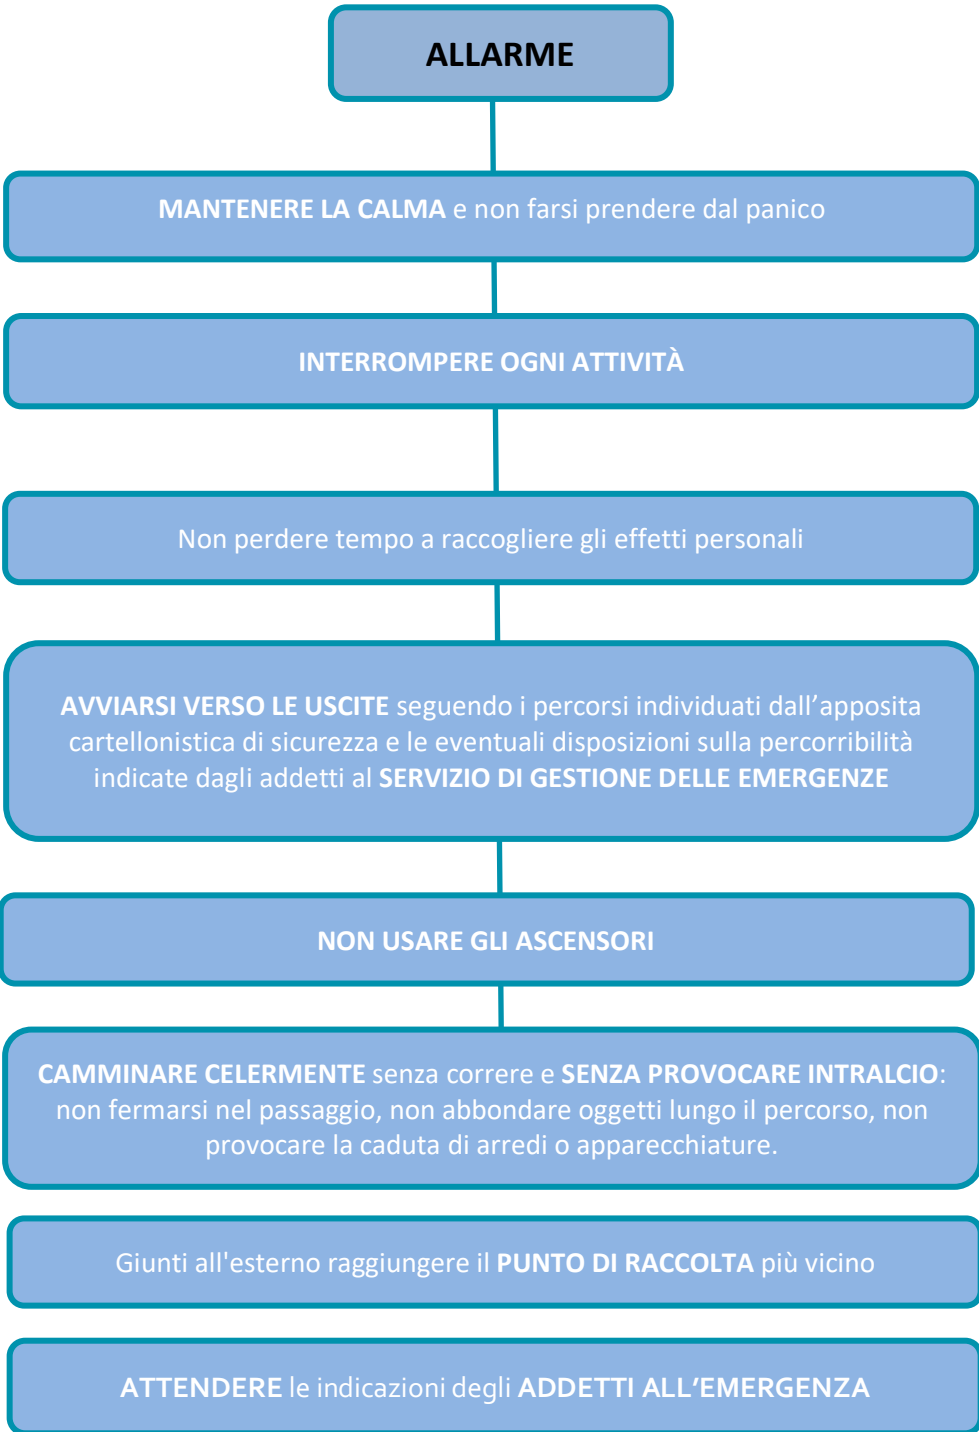 ALLARME
MANTENERE LA CALMA e non farsi prendere dal panico
INTERROMPERE OGNI ATTIVITÀ
Non perdere tempo a raccogliere gli effetti personali
AVVIARSI VERSO LE USCITE seguendo i percorsi individuati dall’apposita
cartellonistica di sicurezza e le eventuali disposizioni sulla percorribilità
indicate dagli addetti al SERVIZIO DI GESTIONE DELLE EMERGENZE
NON USARE GLI ASCENSORI
CAMMINARE CELERMENTE senza correre e SENZA PROVOCARE INTRALCIO:
non fermarsi nel passaggio, non abbondare oggetti lungo il percorso, non
provocare la caduta di arredi o apparecchiature.
Giunti all'esterno raggiungere il PUNTO DI RACCOLTA più vicino
ATTENDERE le indicazioni degli ADDETTI ALL’EMERGENZA